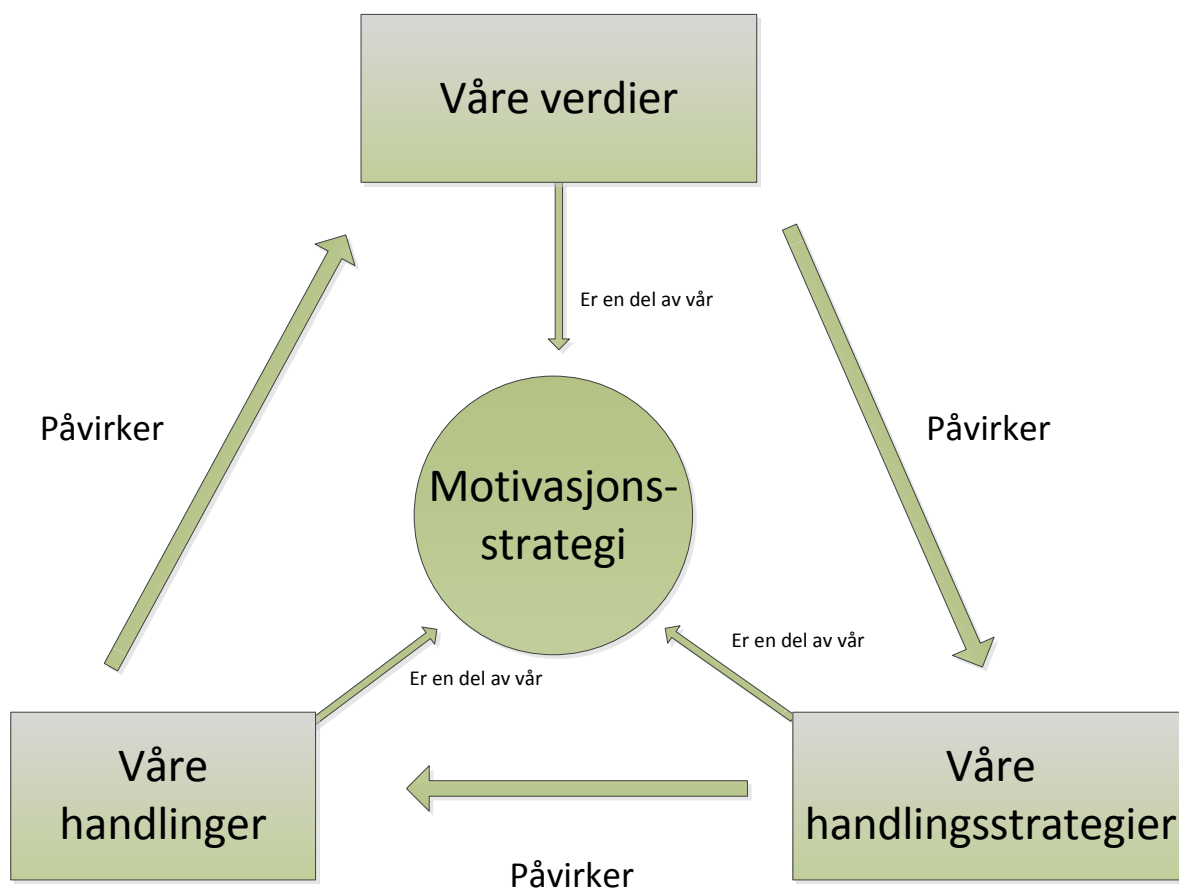 Våre verdier
Er en del av vår
Påvirker
Påvirker
Motivasjons-
strategi
Er en del av vår
Er en del av vår
Våre
handlinger
Våre
handlingsstrategier
Påvirker